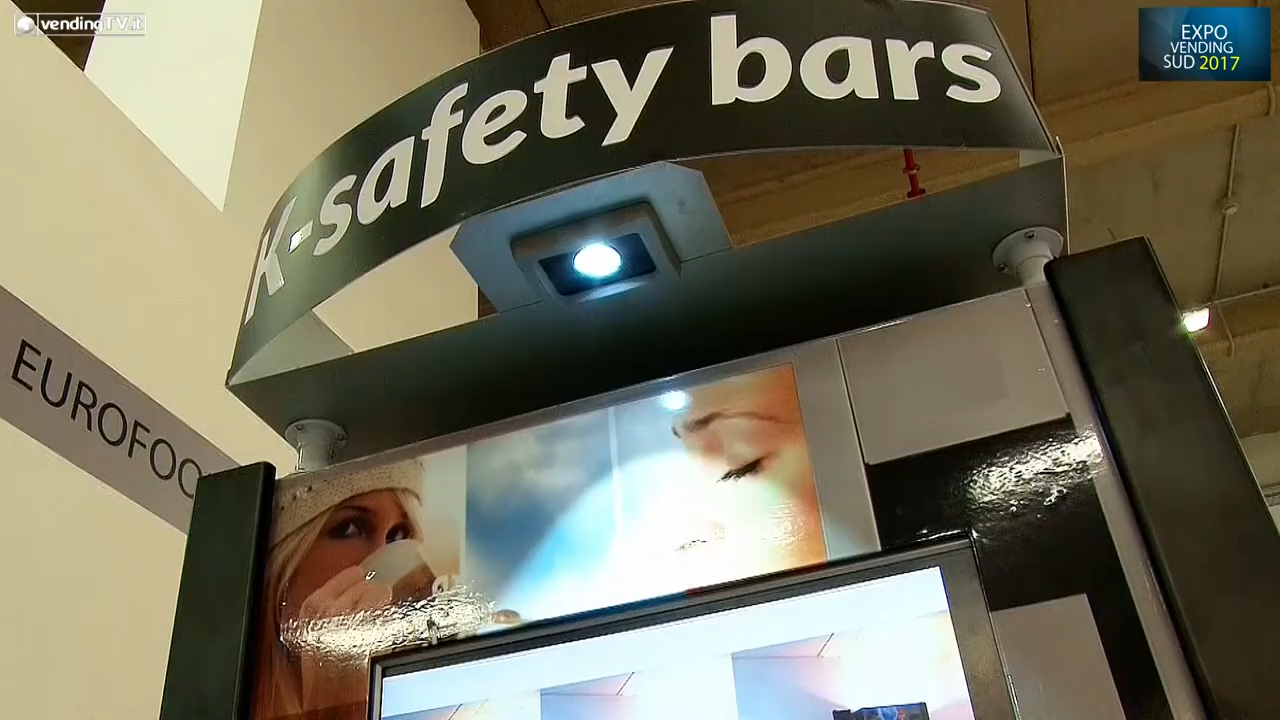 vendingTV.it
EXPO
VENDING
SUD 2017
K-safety bars
EUROFOO